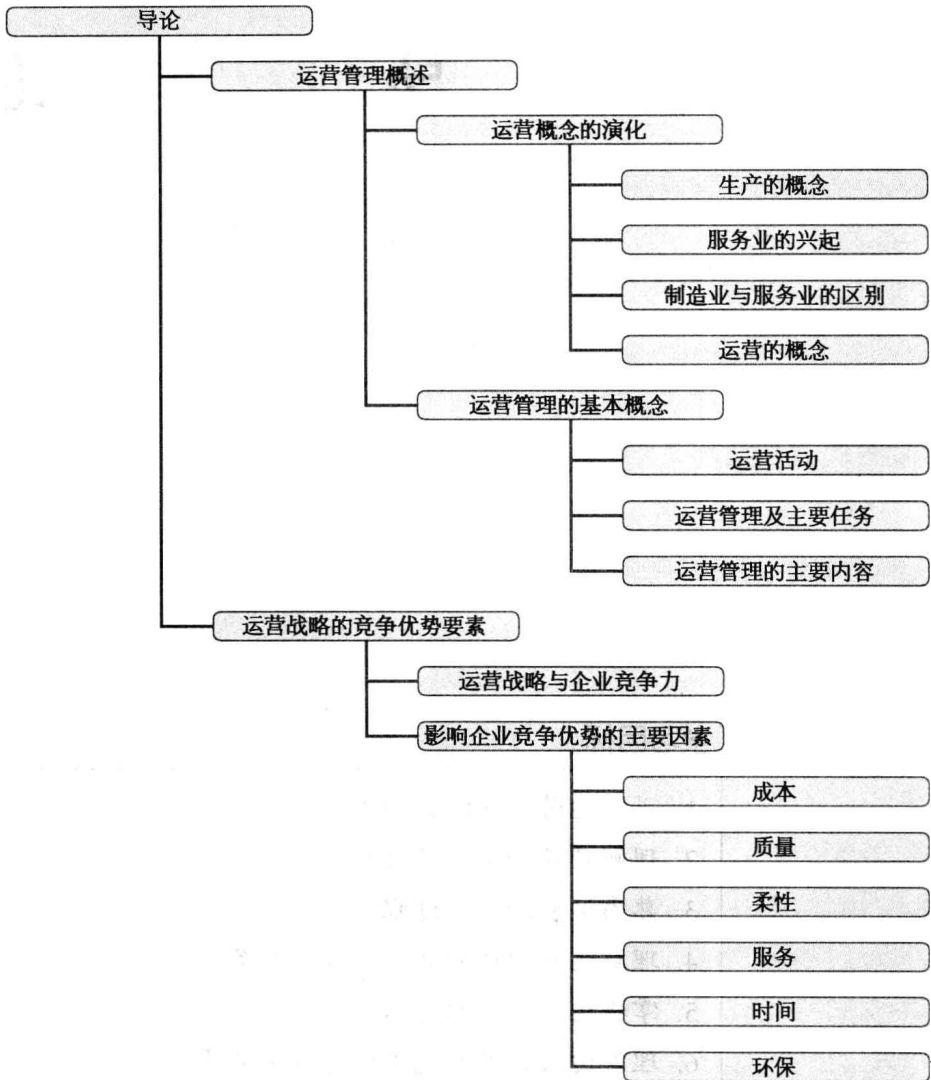 导论
运营管理概述
运营概念的演化
生产的概念
服务业的兴起
制造业与服务业的区别
运营的概念
运营管理的基本概念
运营活动
运营管理及主要任务
运营管理的主要内容
运营战略的竞争优势要素
运营战略与企业竞争力
影响企业竞争优势的主要因素
成本
质量
柔性
服务
时间
环保